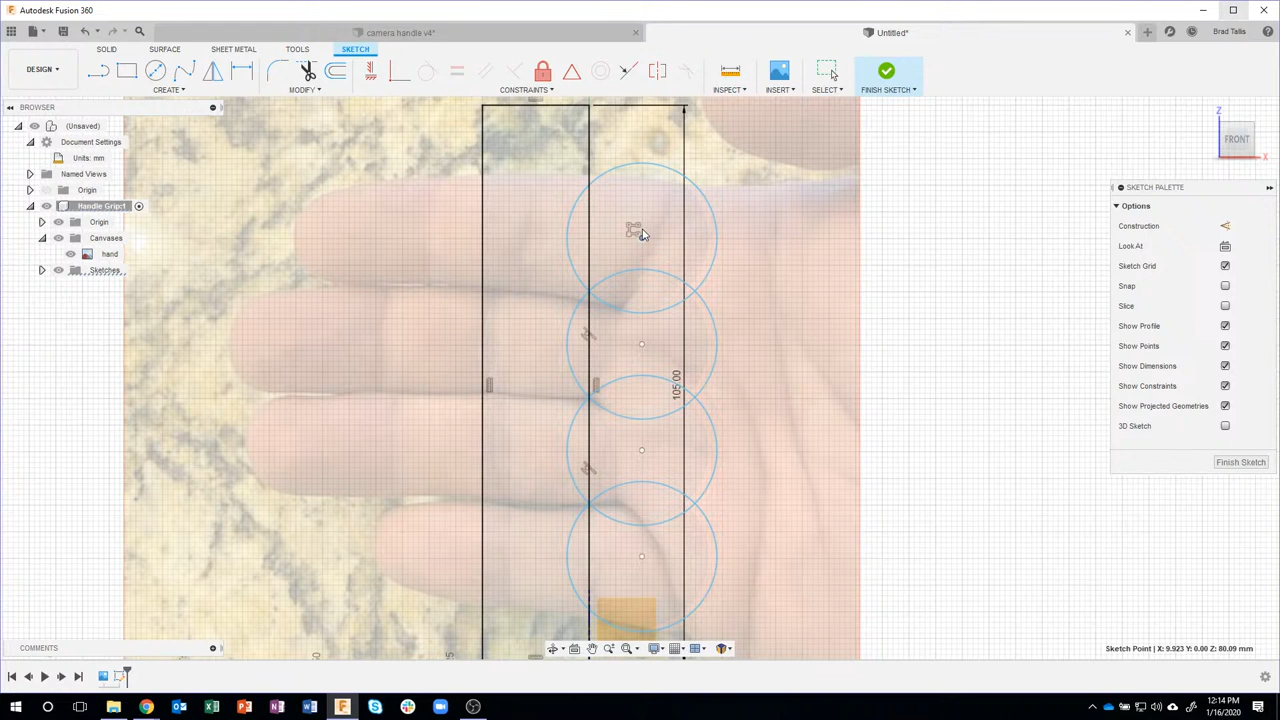 Autodesk Fusion 360
camera handle v4*
Untitled*
Brad Tallis
DESIGN
SOLID
SURFACE
SHEET METAL
TOOLS
SKETCH
CREATE
MODIFY
CONSTRAINTS
INSPECT
INSERT
SELECT
FINISH SKETCH
BROWSER
(Unsaved)
Document Settings
Units: mm
Named Views
Origin
Handle Grip:1
Origin
Canvases
hand
Sketches
105.00
Z
FRONT
X
SKETCH PALETTE
Options
Construction
Look At
Sketch Grid
Snap
Slice
Show Profile
Show Points
Show Dimensions
Show Constraints
Show Projected Geometries
3D Sketch
Finish Sketch
COMMENTS
Sketch Point | X: 9.923 Y: 0.00 Z: 80.09 mm
12:14 PM
1/16/2020